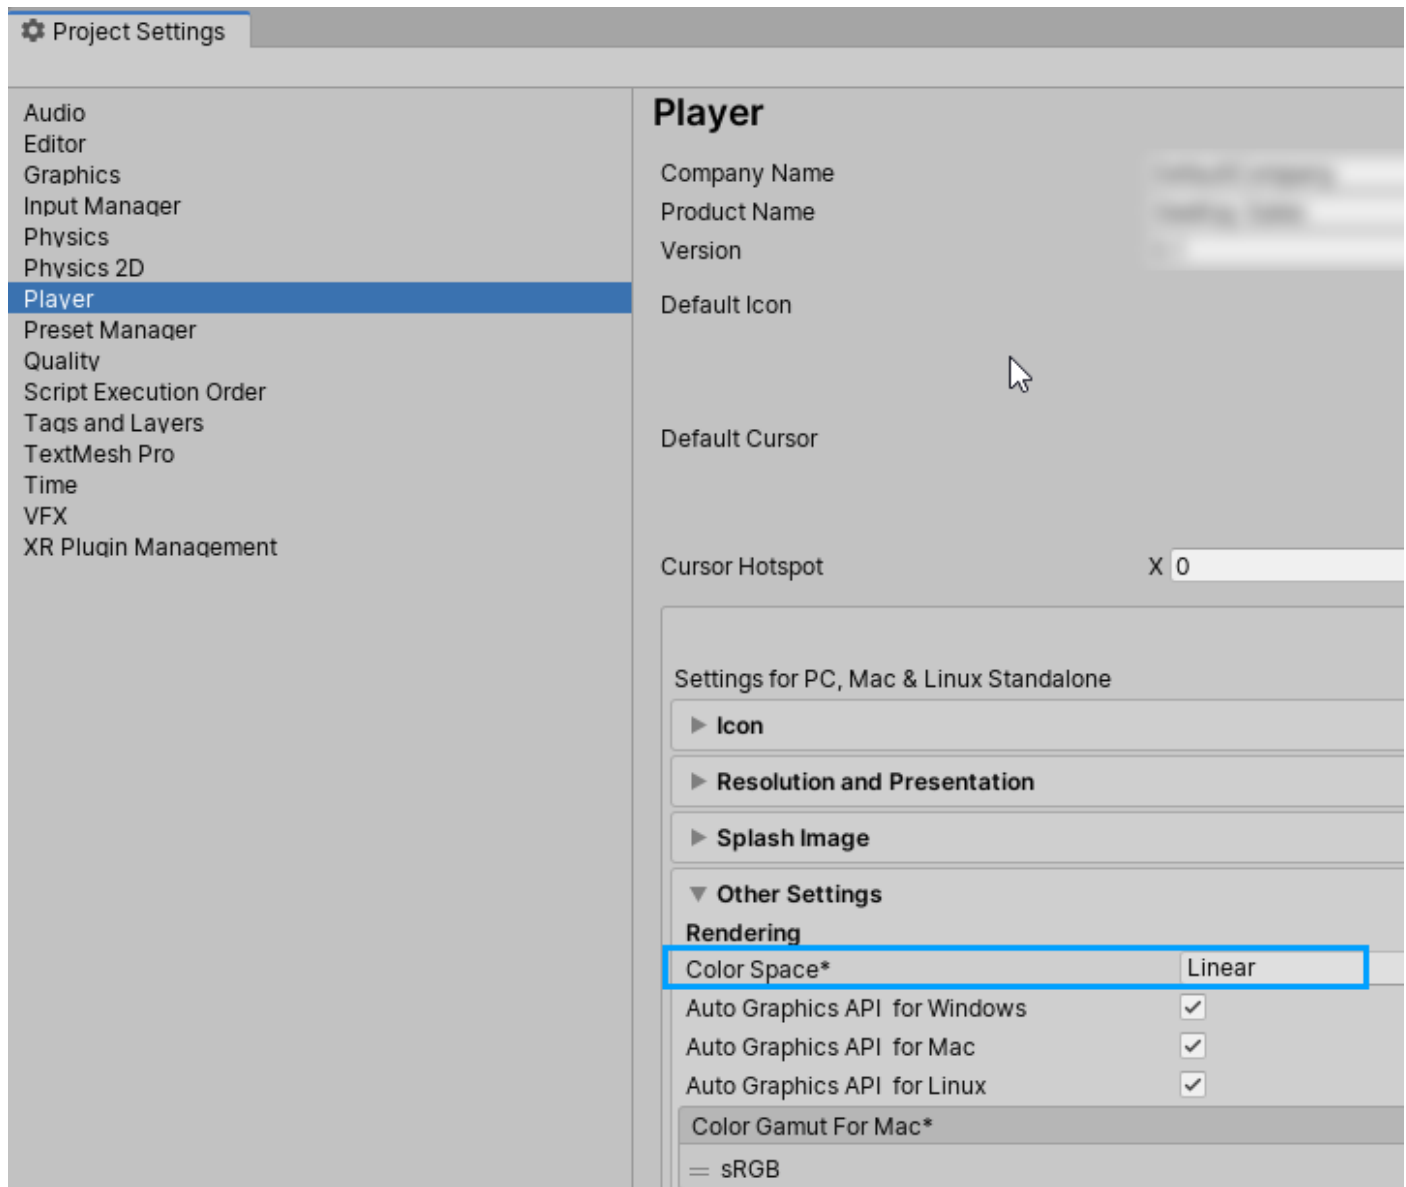 Project Settings
Audio
Editor
Graphics
Input Manager
Physics
Physics 2D
Player
Preset Manager
Quality
Script Execution Order
Tags and Layers
TextMesh Pro
Time
VFX
XR Plugin Management
Player
Company Name
Product Name
Version
Default Icon
Default Cursor
Cursor Hotspot X 0
Settings for PC, Mac & Linux Standalone
Icon
Resolution and Presentation
Splash Image
Other Settings
Rendering
Color Space* Linear
Auto Graphics API for Windows
Auto Graphics API for Mac
Auto Graphics API for Linux
Color Gamut For Mac*
sRGB